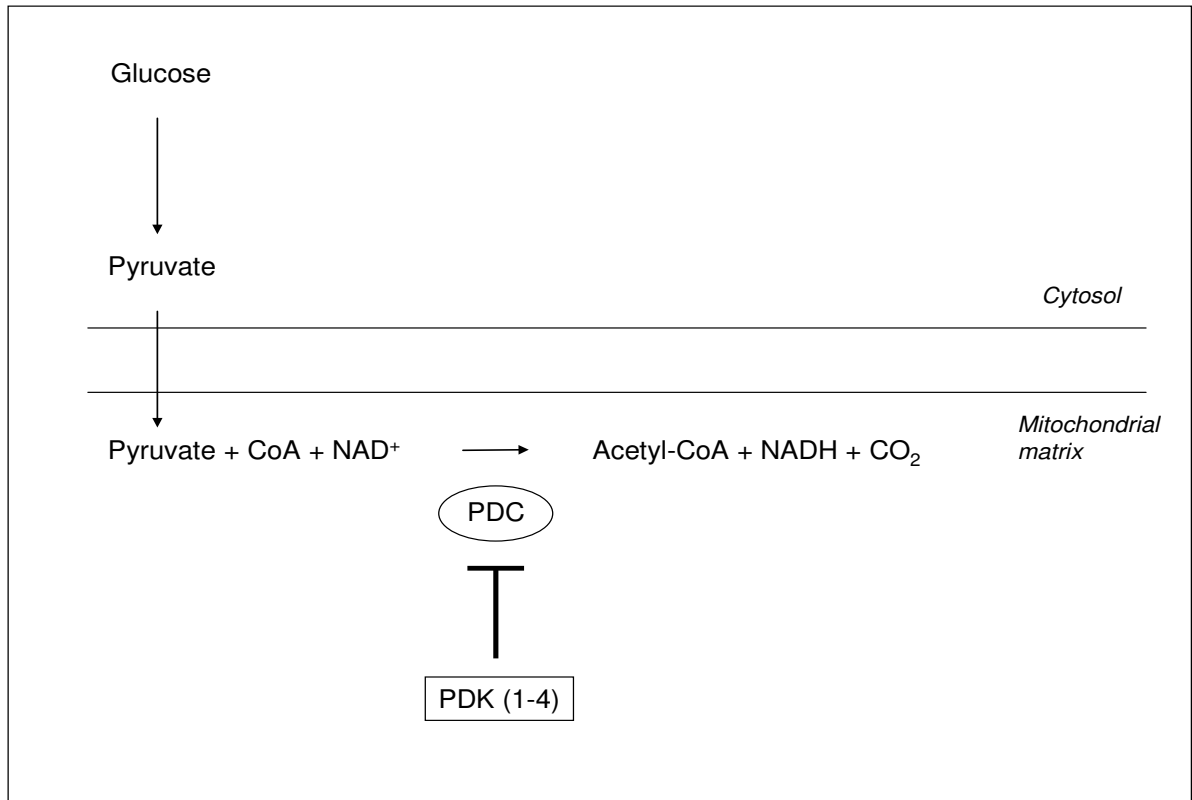 Glucose
Pyruvate
Cytosol
Pyruvate + CoA + NAD⁺
Acetyl-CoA + NADH + CO₂
Mitochondrial
matrix
PDC
PDK (1-4)